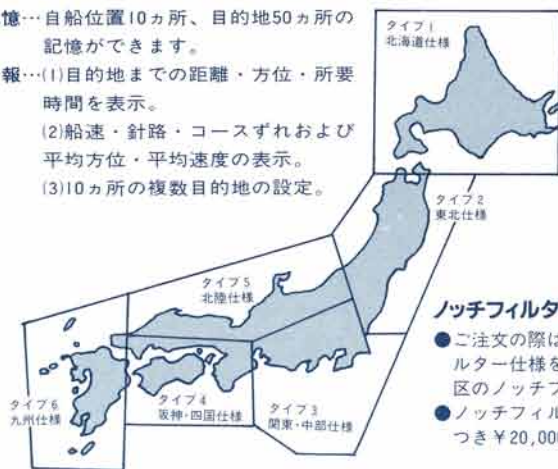 憶…自船位置10ヵ所、目的地50ヵ所の
記憶ができます。
報…(1)目的地までの距離・方位・所要
時間を表示。
(2)船速・針路・コースずれおよび
平均方位・平均速度の表示。
(3)10ヵ所の複数目的地の設定。
タイプ1
北海道仕様
タイプ2
東北仕様
タイプ5
北陸仕様
タイプ6
九州仕様
タイプ4
阪神・四国仕様
タイプ3
関東・中部仕様
ノッチフィルタ
●ご注文の際は
ルター仕様を
区のノッチフ
●ノッチフィル
つき¥20,000